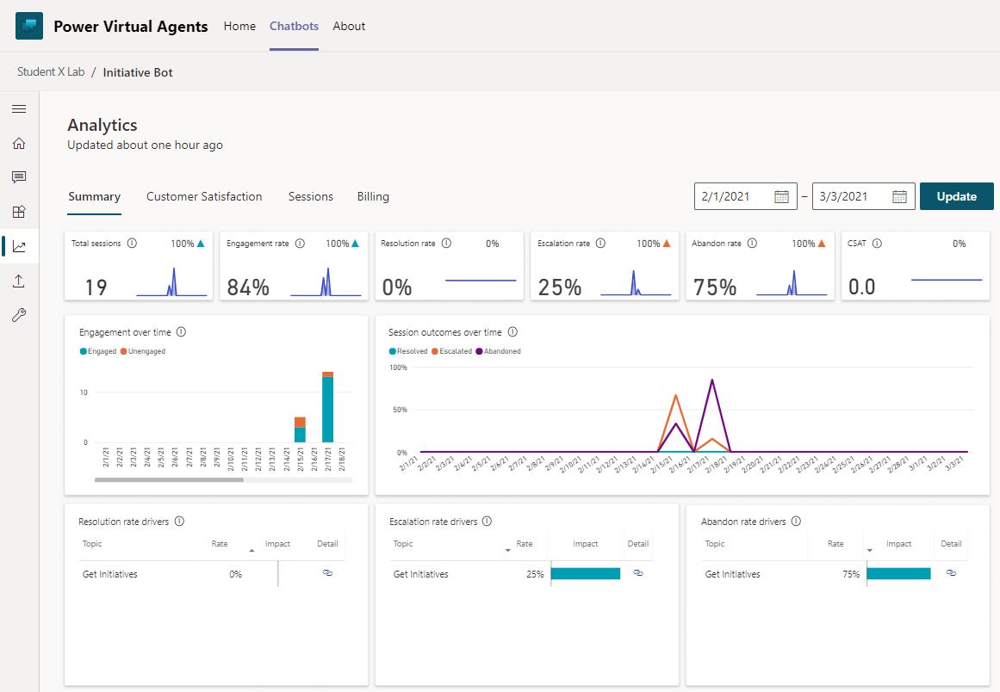 Power Virtual Agents Home Chatbots About
Student X Lab / Initiative Bot
Analytics
Updated about one hour ago
Summary Customer Satisfaction Sessions Billing 2/1/2021 – 3/3/2021 Update
Total sessions 100%
19
Engagement rate 100%
84%
Resolution rate 0%
0%
Escalation rate 100%
25%
Abandon rate 100%
75%
CSAT 0%
0.0
Engagement over time
Engaged Unengaged
10
0
2/1/21 2/2/21 2/3/21 2/4/21 2/5/21 2/6/21 2/7/21 2/8/21 2/9/21 2/10/21 2/11/21 2/12/21 2/13/21 2/14/21 2/15/21 2/16/21 2/17/21 2/18/21
Session outcomes over time
Resolved Escalated Abandoned
100%
50%
0%
2/1/21 2/2/21 2/3/21 2/4/21 2/5/21 2/6/21 2/7/21 2/8/21 2/9/21 2/10/21 2/11/21 2/12/21 2/13/21 2/14/21 2/15/21 2/16/21 2/17/21 2/18/21 2/19/21 2/20/21 2/21/21 2/22/21 2/23/21 2/24/21 2/25/21 2/26/21 2/27/21 2/28/21 3/1/21 3/2/21 3/3/21
Resolution rate drivers
Topic Rate Impact Detail
Get Initiatives 0%
Escalation rate drivers
Topic Rate Impact Detail
Get Initiatives 25%
Abandon rate drivers
Topic Rate Impact Detail
Get Initiatives 75%